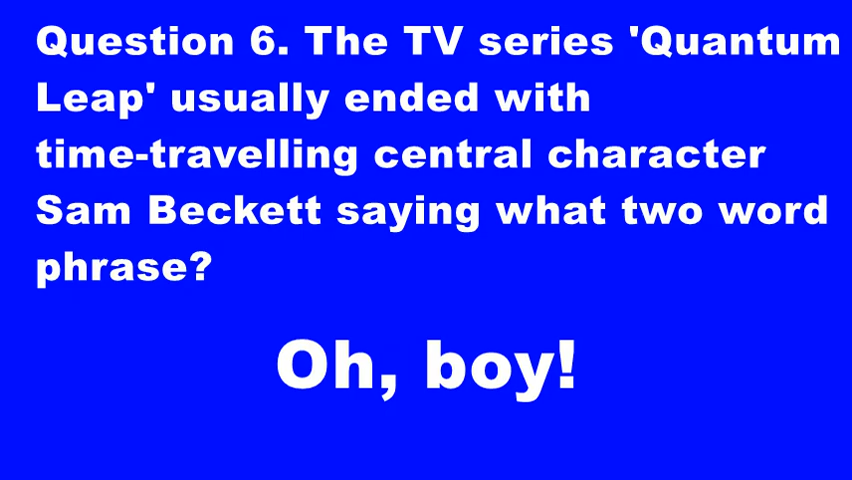 Question 6. The TV series 'Quantum
Leap' usually ended with
time-travelling central character
Sam Beckett saying what two word
phrase?
Oh, boy!